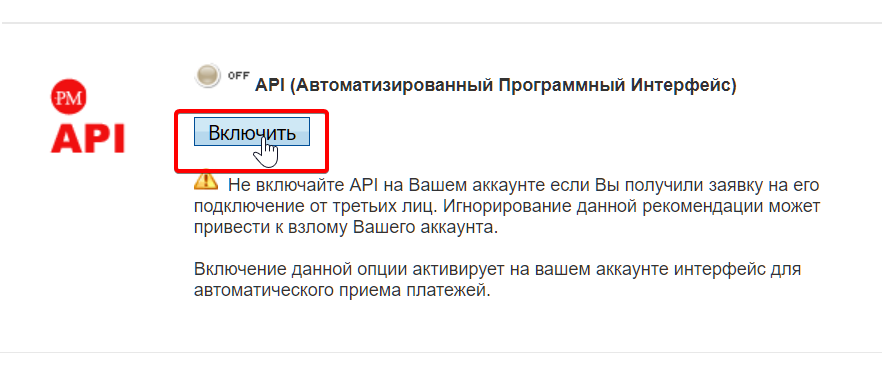 OFF API (Автоматизированный Программный Интерфейс)
PM
API
Включить
Не включайте API на Вашем аккаунте если Вы получили заявку на его
подключение от третьих лиц. Игнорирование данной рекомендации может
привести к взлому Вашего аккаунта.
Включение данной опции активирует на вашем аккаунте интерфейс для
автоматического приема платежей.